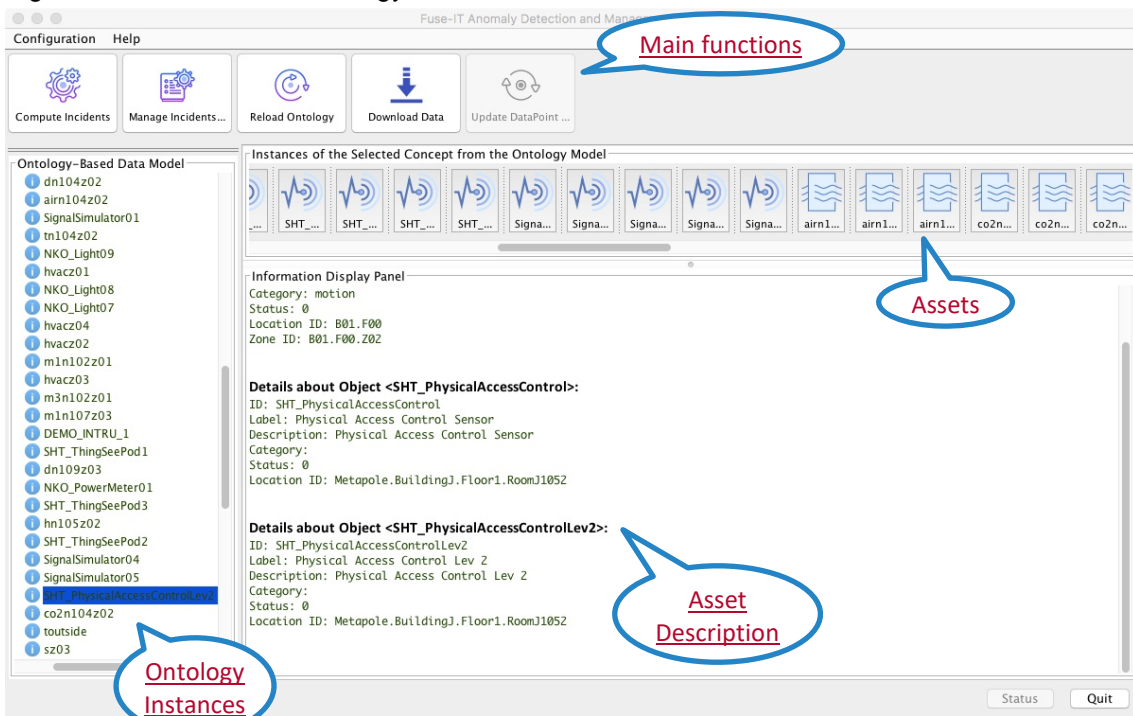 Fuse-IT Anomaly Detection and Mana
Configuration Help
Main functions
Compute Incidents
Manage Incidents...
Reload Ontology
Download Data
Update DataPoint ...
Ontology-Based Data Model
dn104z02
airn104z02
SignalSimulator01
tn104z02
NKO_Light09
hvacz01
NKO_Light08
NKO_Light07
hvacz04
hvacz02
m1n102z01
hvacz03
m3n102z01
m1n107z03
DEMO_INTRU_1
SHT_ThingSeePod1
dn109z03
NKO_PowerMeter01
SHT_ThingSeePod3
hn105z02
SHT_ThingSeePod2
SignalSimulator04
SignalSimulator05
SHT_PhysicalAccessControlLev2
co2n104z02
toutside
sz03
Ontology
Instances
Instances of the Selected Concept from the Ontology Model
_... SHT_... SHT_... SHT_... SHT_... Signa... Signa... Signa... Signa... Signa... airn1... airn1... airn1... co2n... co2n... co2n...
Assets
Information Display Panel
Category: motion
Status: 0
Location ID: B01.F00
Zone ID: B01.F00.Z02
Details about Object <SHT_PhysicalAccessControl>:
ID: SHT_PhysicalAccessControl
Label: Physical Access Control Sensor
Description: Physical Access Control Sensor
Category:
Status: 0
Location ID: Metapole.BuildingJ.Floor1.RoomJ1052
Details about Object <SHT_PhysicalAccessControlLev2>:
ID: SHT_PhysicalAccessControlLev2
Label: Physical Access Control Lev 2
Description: Physical Access Control Lev 2
Category:
Status: 0
Location ID: Metapole.BuildingJ.Floor1.RoomJ1052
Asset
Description
Status
Quit